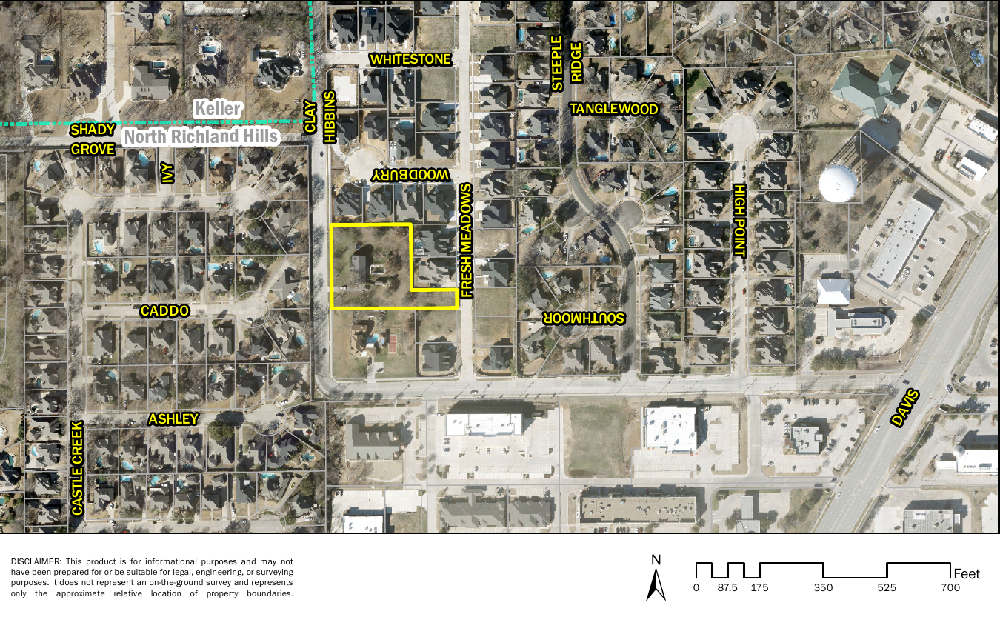 WHITESTONE
STEEPLE
RIDGE
CLAY
HIBBINS
Keller
TANGLEWOOD
SHADY
GROVE
North Richland Hills
IVY
WOODBURY
FRESH MEADOWS
HIGH POINT
CADDO
SOUTHMOOR
DAVIS
ASHLEY
CASTLE CREEK
DISCLAIMER: This product is for informational purposes and may not
have been prepared for or be suitable for legal, engineering, or surveying
purposes. It does not represent an on-the-ground survey and represents
only the approximate relative location of property boundaries.
N
Feet
0 87.5 175 350 525 700